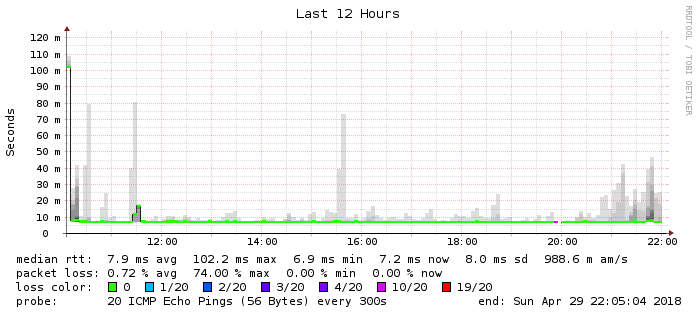 Last 12 Hours
RRDTOOL / TOBI OETIKER
Seconds
120 m
110 m
100 m
90 m
80 m
70 m
60 m
50 m
40 m
30 m
20 m
10 m
0
12:00 14:00 16:00 18:00 20:00 22:00
median rtt: 7.9 ms avg 102.2 ms max 6.9 ms min 7.2 ms now 8.0 ms sd 988.6 m am/s
packet loss: 0.72 % avg 74.00 % max 0.00 % min 0.00 % now
loss color: 0 1/20 2/20 3/20 4/20 10/20 19/20
probe: 20 ICMP Echo Pings (56 Bytes) every 300s end: Sun Apr 29 22:05:04 2018